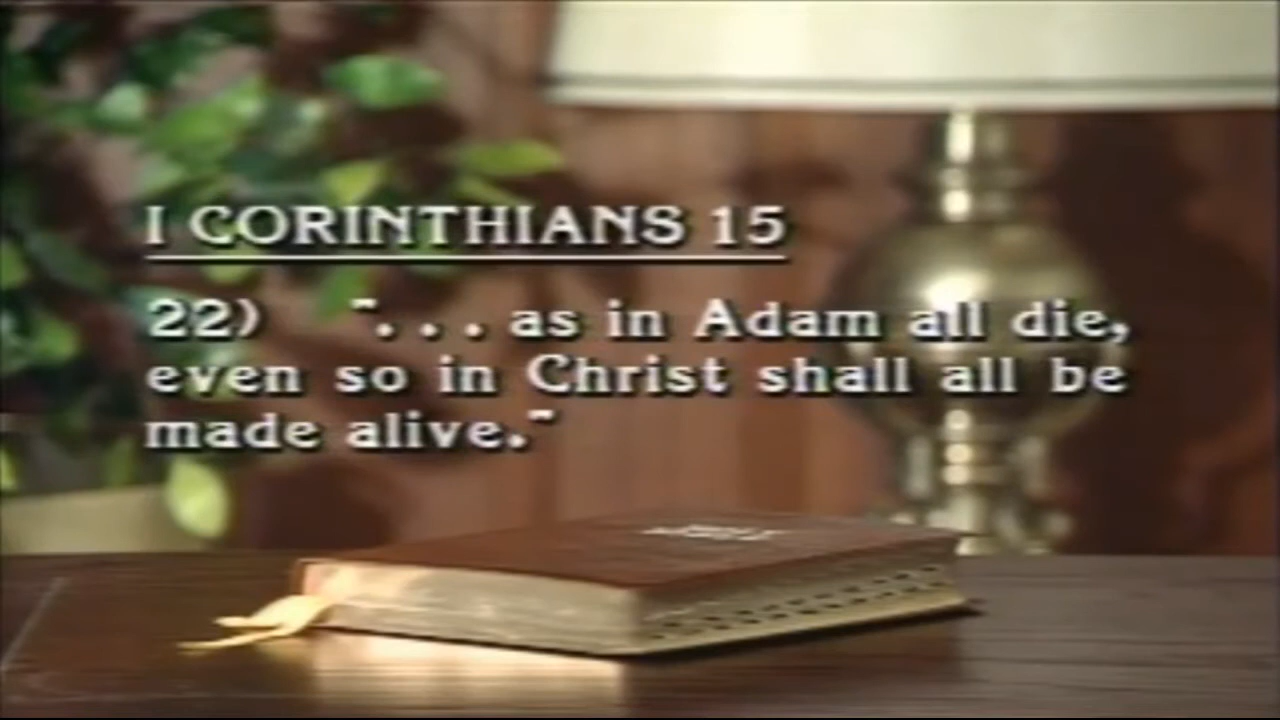 I CORINTHIANS 15
22) ". . . as in Adam all die,
even so in Christ shall all be
made alive."